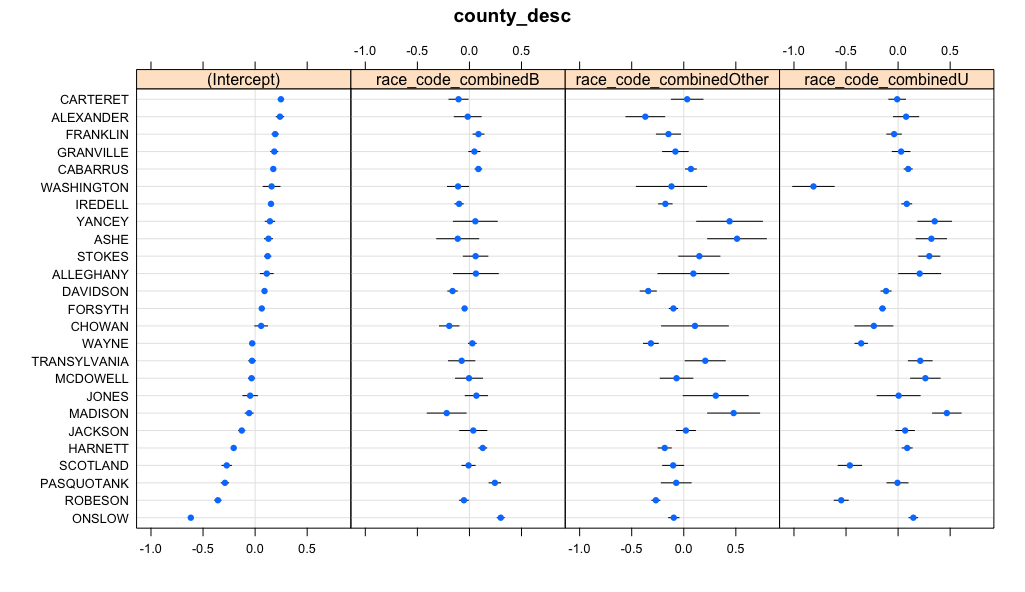 county_desc
-1.0 -0.5 0.0 0.5 -1.0 -0.5 0.0 0.5
(Intercept) race_code_combinedB race_code_combinedOther race_code_combinedU
CARTERET
ALEXANDER
FRANKLIN
GRANVILLE
CABARRUS
WASHINGTON
IREDELL
YANCEY
ASHE
STOKES
ALLEGHANY
DAVIDSON
FORSYTH
CHOWAN
WAYNE
TRANSYLVANIA
MCDOWELL
JONES
MADISON
JACKSON
HARNETT
SCOTLAND
PASQUOTANK
ROBESON
ONSLOW
-1.0 -0.5 0.0 0.5 -1.0 -0.5 0.0 0.5